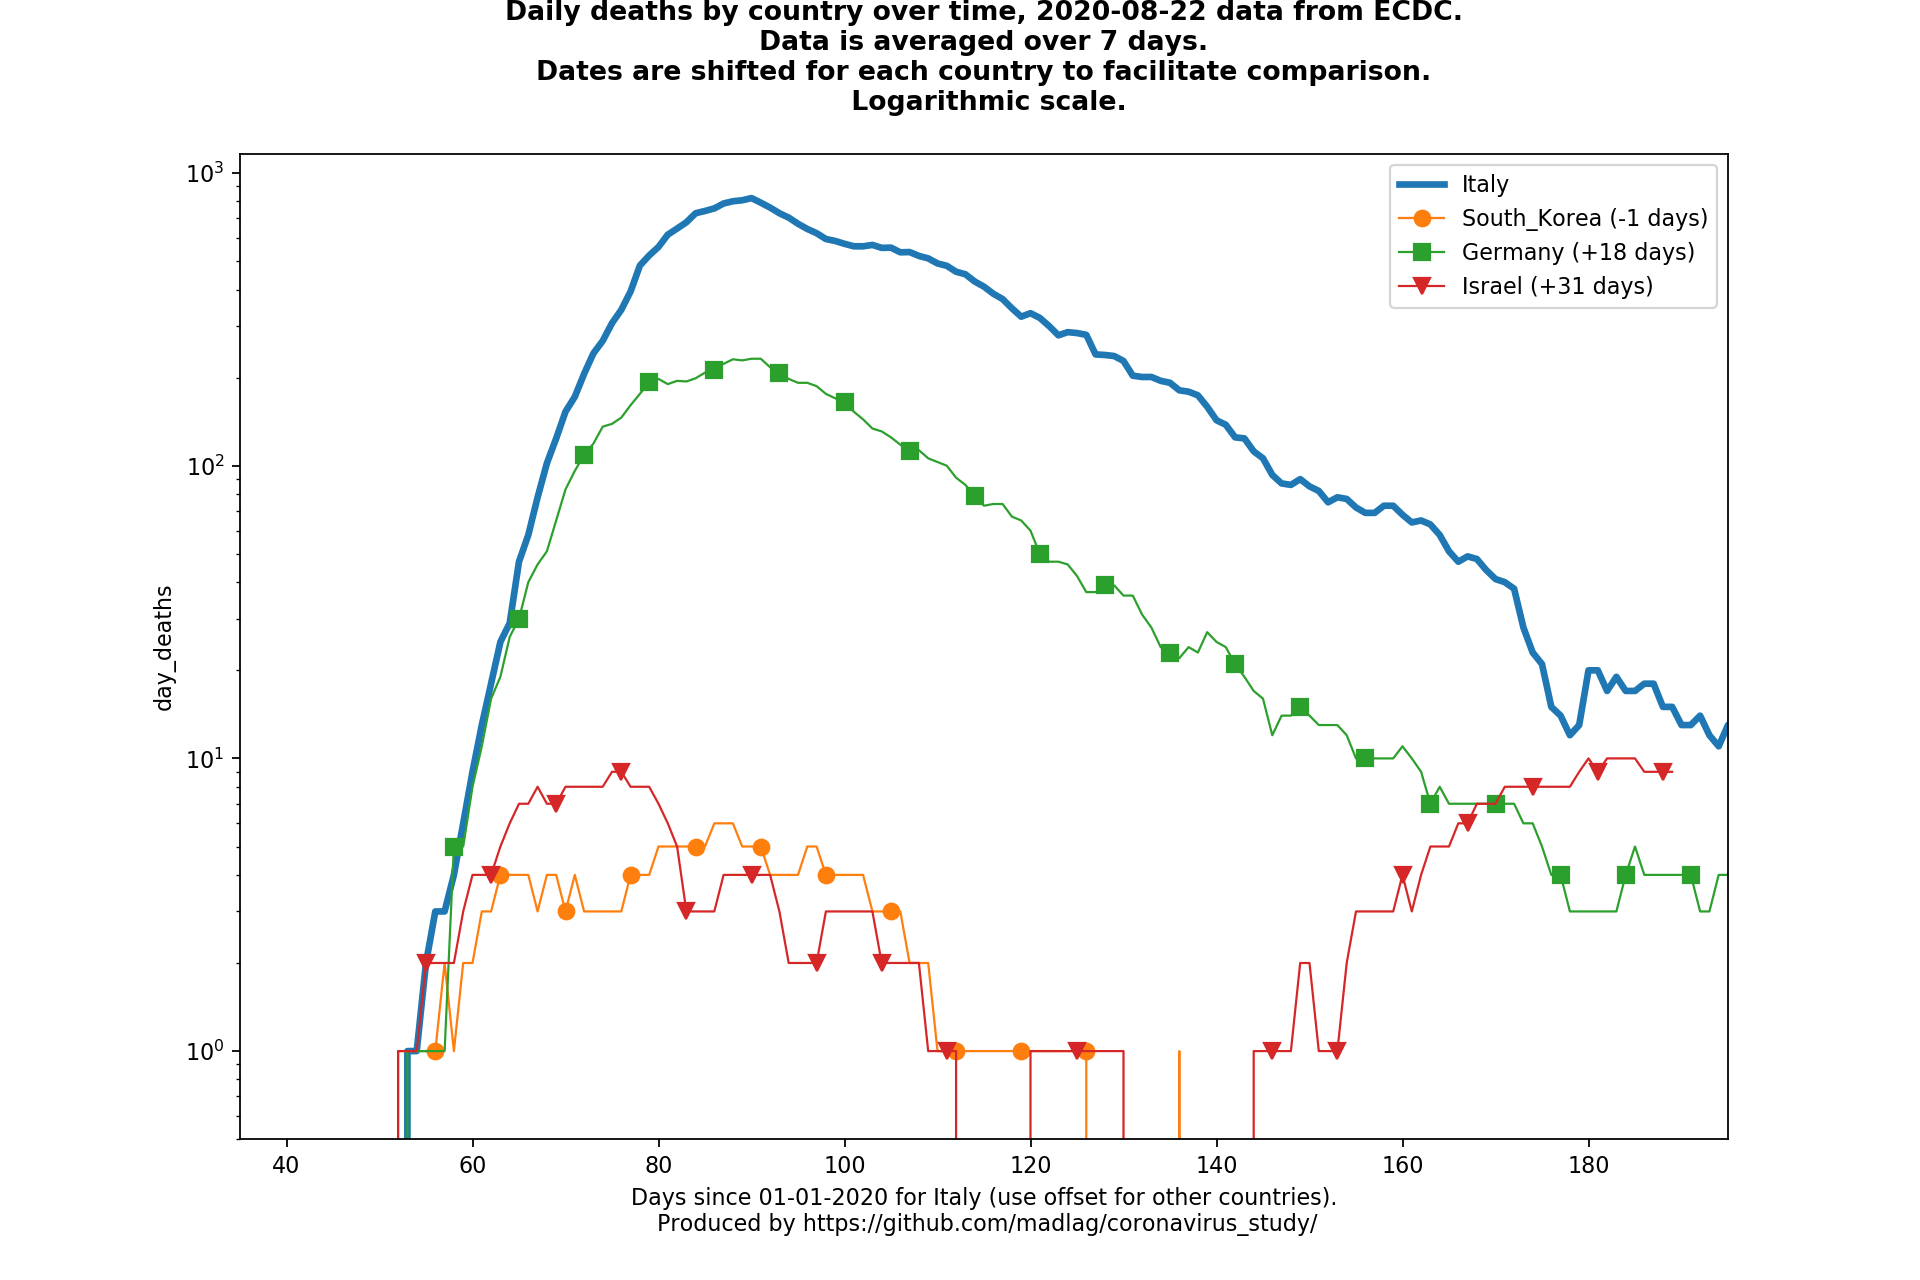 Daily deaths by country over time, 2020-08-22 data from ECDC.
Data is averaged over 7 days.
Dates are shifted for each country to facilitate comparison.
Logarithmic scale.
10³
10²
10¹
10⁰
day_deaths
Italy
South_Korea (-1 days)
Germany (+18 days)
Israel (+31 days)
40 60 80 100 120 140 160 180
Days since 01-01-2020 for Italy (use offset for other countries).
Produced by https://github.com/madlag/coronavirus_study/